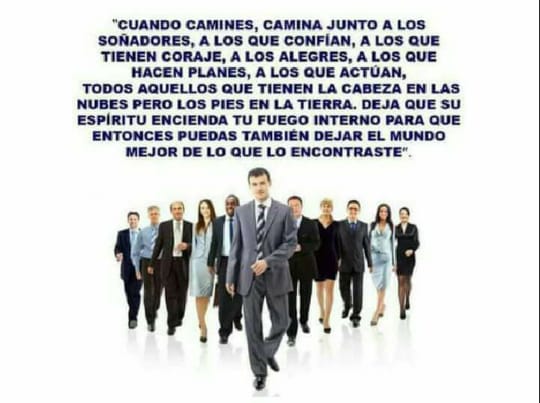 "CUANDO CAMINES, CAMINA JUNTO A LOS
SOÑADORES, A LOS QUE CONFÍAN, A LOS QUE
TIENEN CORAJE, A LOS ALEGRES, A LOS QUE
HACEN PLANES, A LOS QUE ACTÚAN,
TODOS AQUELLOS QUE TIENEN LA CABEZA EN LAS
NUBES PERO LOS PIES EN LA TIERRA. DEJA QUE SU
ESPÍRITU ENCIENDA TU FUEGO INTERNO PARA QUE
ENTONCES PUEDAS TAMBIÉN DEJAR EL MUNDO
MEJOR DE LO QUE LO ENCONTRASTE".